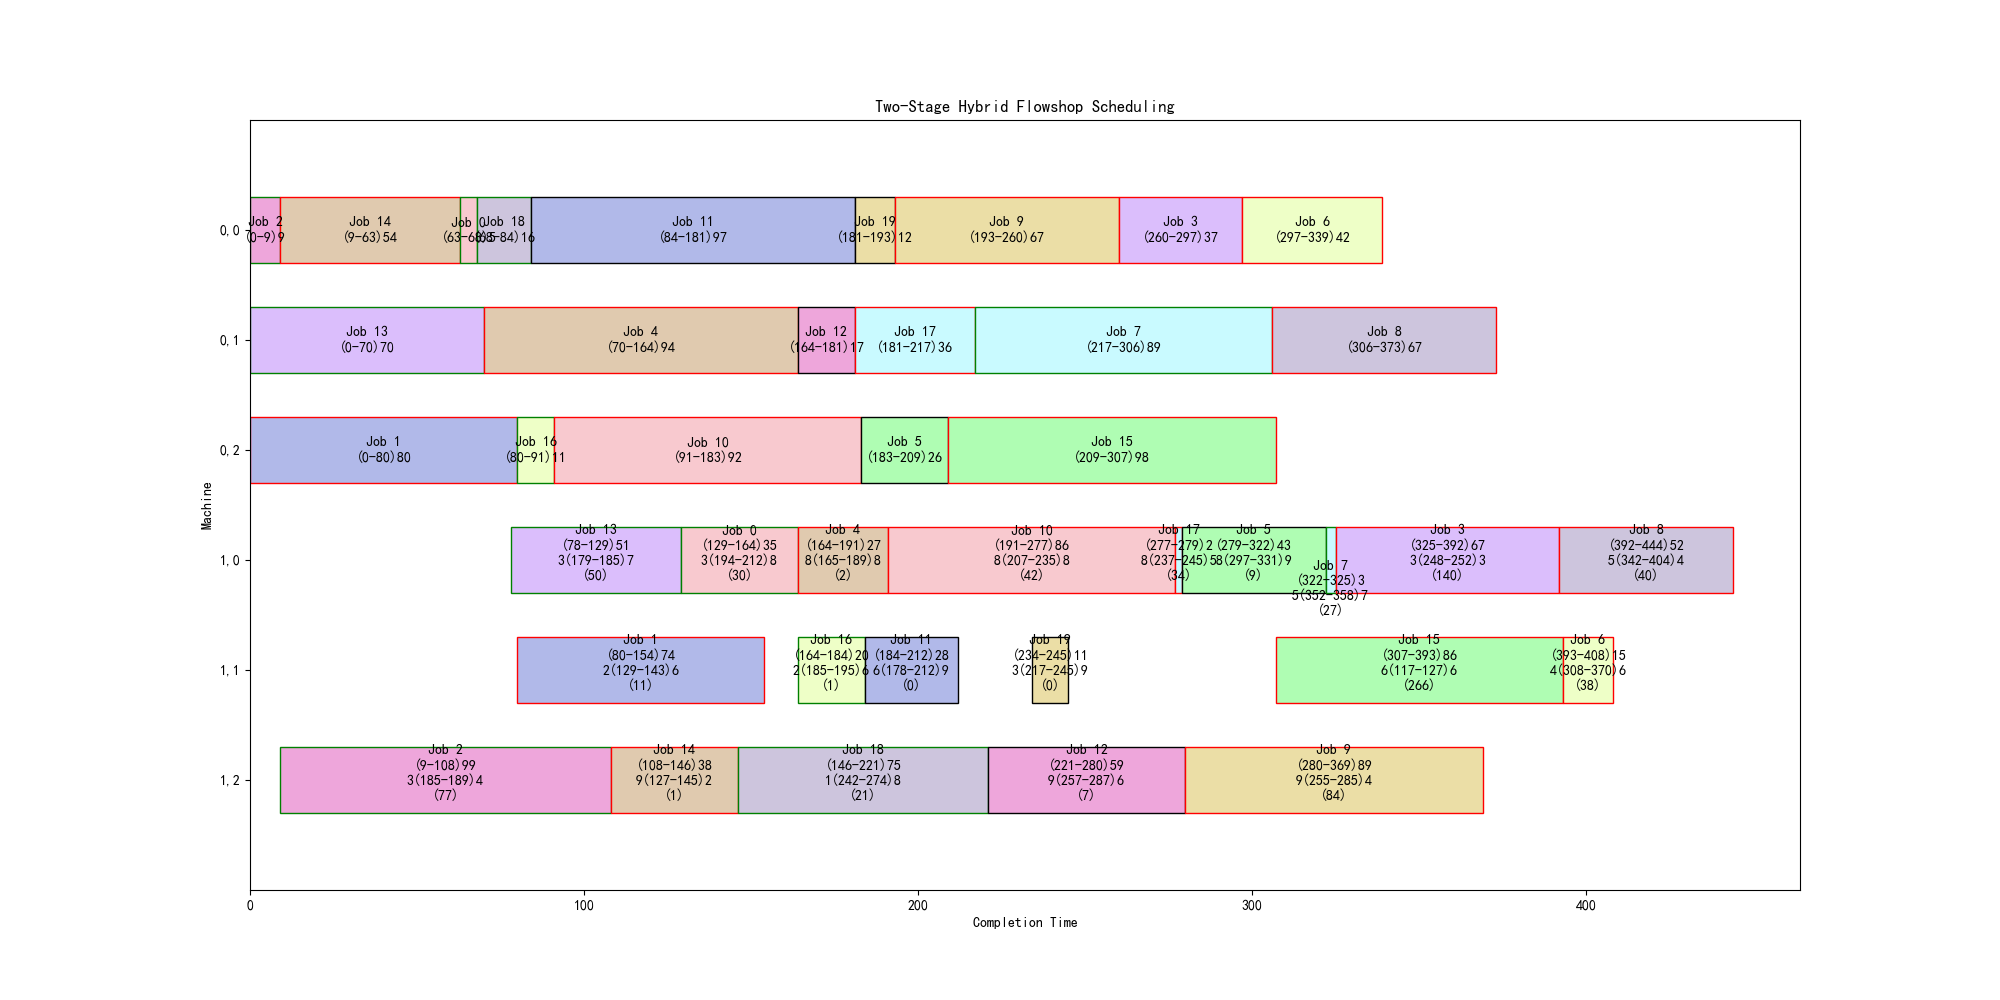 Two-Stage Hybrid Flowshop Scheduling
Machine
0,0
Job 2
(0-9)9
Job 14
(9-63)54
Job 0
(63-68)5
Job 18
(68-84)16
Job 11
(84-181)97
Job 19
(181-193)12
Job 9
(193-260)67
Job 3
(260-297)37
Job 6
(297-339)42
0,1
Job 13
(0-70)70
Job 4
(70-164)94
Job 12
(164-181)17
Job 17
(181-217)36
Job 7
(217-306)89
Job 8
(306-373)67
0,2
Job 1
(0-80)80
Job 16
(80-91)11
Job 10
(91-183)92
Job 5
(183-209)26
Job 15
(209-307)98
1,0
Job 13
(78-129)51
3(179-185)7
(50)
Job 0
(129-164)35
3(194-212)8
(30)
Job 4
(164-191)27
8(165-189)8
(2)
Job 10
(191-277)86
8(207-235)8
(42)
Job 17
(277-279)2
8(237-245)5
(34)
Job 5
(279-322)43
8(297-331)9
(9)
Job 7
(322-325)3
5(352-358)7
(27)
Job 3
(325-392)67
3(248-252)3
(140)
Job 8
(392-444)52
5(342-404)4
(40)
1,1
Job 1
(80-154)74
2(129-143)6
(11)
Job 16
(164-184)20
2(185-195)6
(1)
Job 11
(184-212)28
6(178-212)9
(0)
Job 19
(234-245)11
3(217-245)9
(0)
Job 15
(307-393)86
6(117-127)6
(266)
Job 6
(393-408)15
4(308-370)6
(38)
1,2
Job 2
(9-108)99
3(185-189)4
(77)
Job 14
(108-146)38
9(127-145)2
(1)
Job 18
(146-221)75
1(242-274)8
(21)
Job 12
(221-280)59
9(257-287)6
(7)
Job 9
(280-369)89
9(255-285)4
(84)
0
100
200
300
400
Completion Time